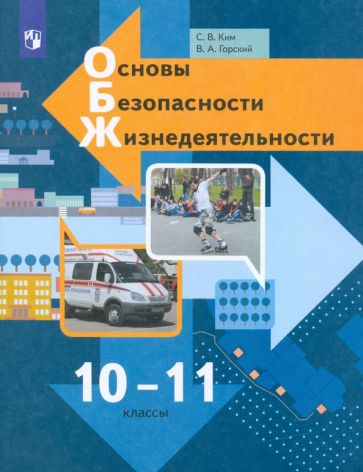 С. В. Ким
В. А. Горский
Основы
Безопасности
Жизнедеятельности
10–11
классы